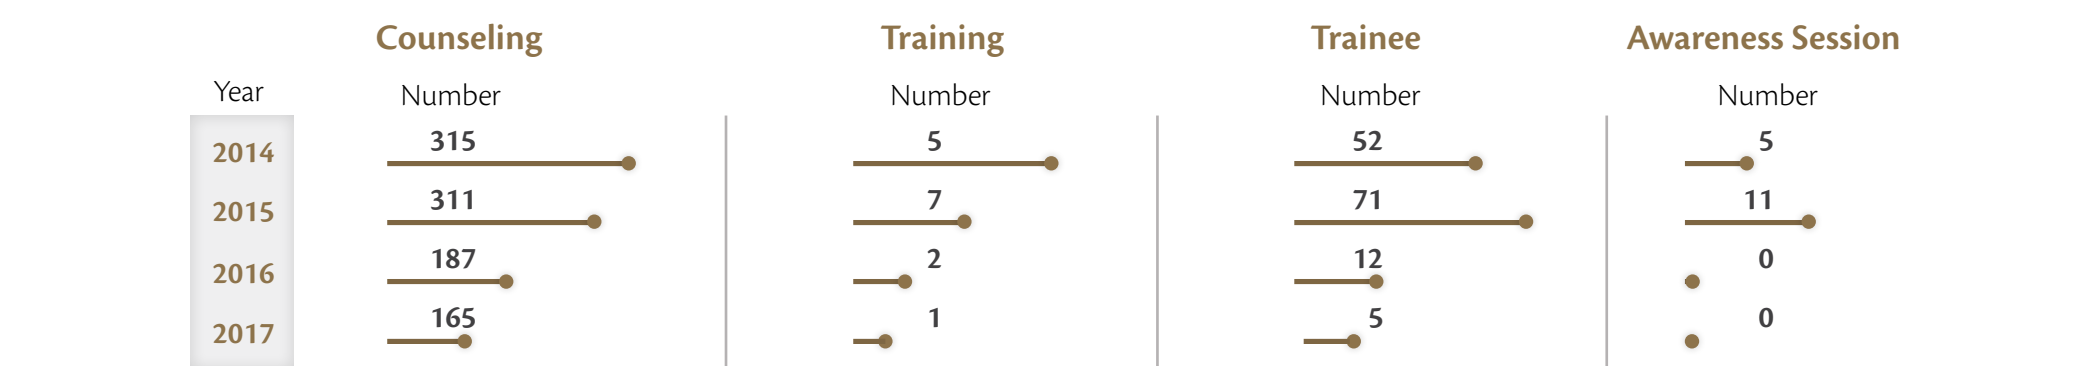 Counseling Training Trainee Awareness Session
Year Number Number Number Number
2014 315 5 52 5
2015 311 7 71 11
2016 187 2 12 0
2017 165 1 5 0